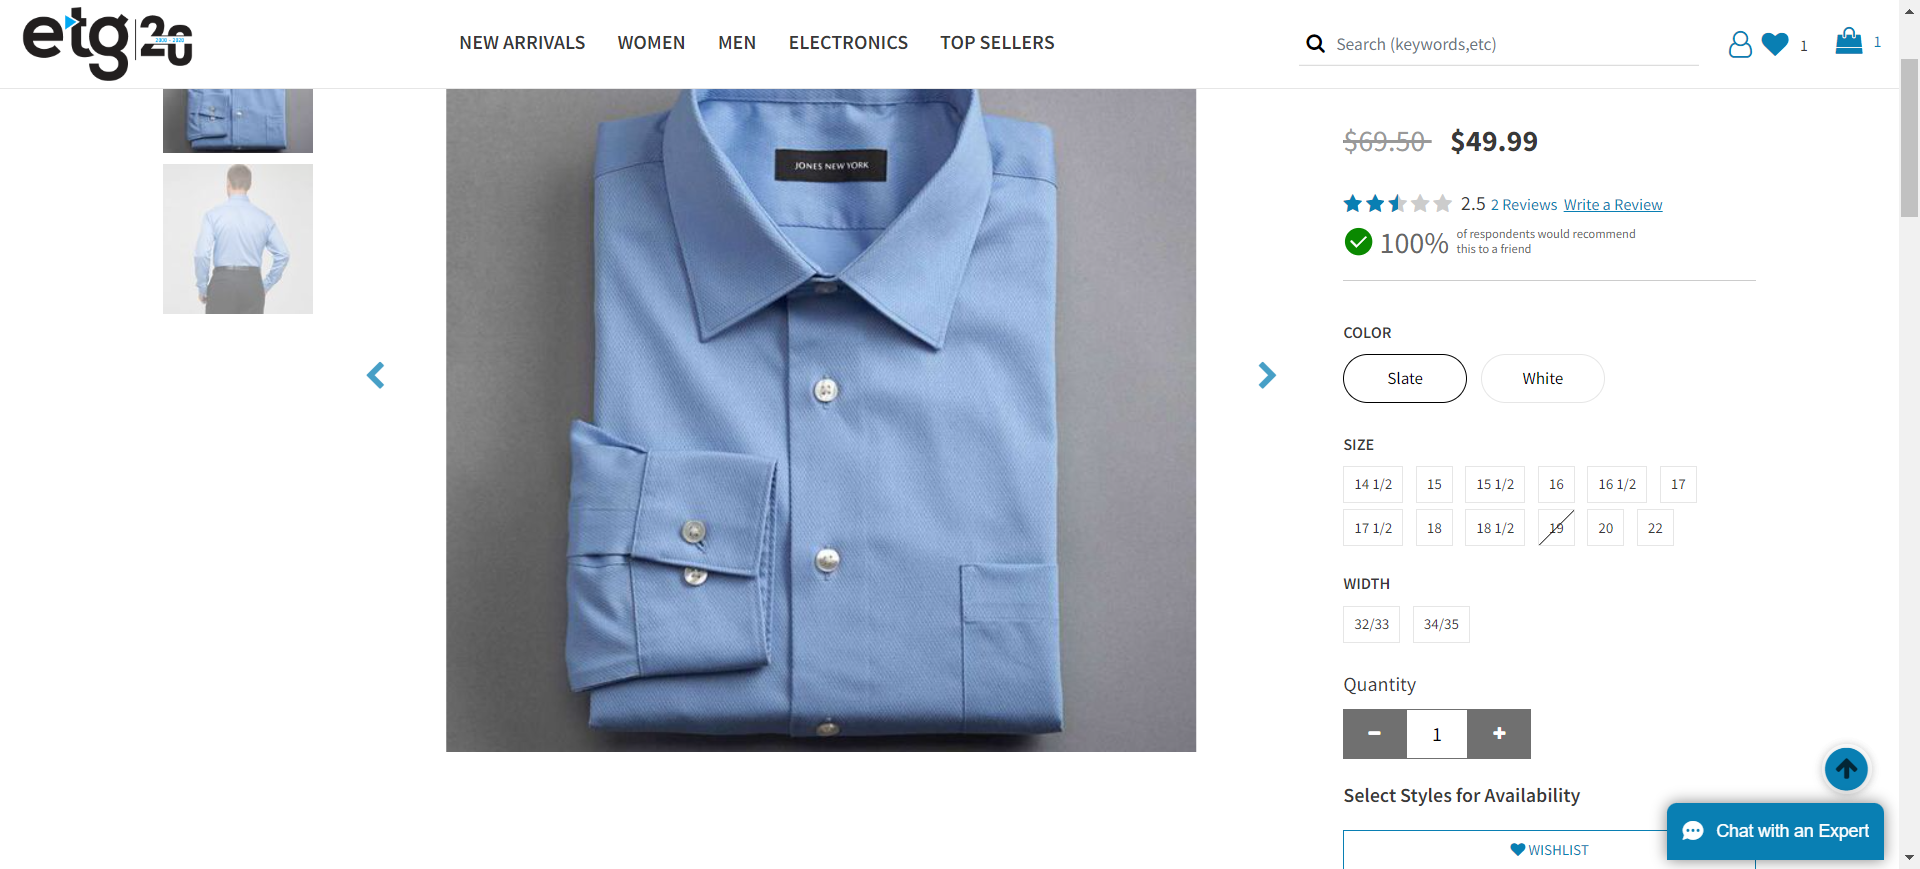 etg 20
2000 - 2020
NEW ARRIVALS WOMEN MEN ELECTRONICS TOP SELLERS
Search (keywords,etc)
1
1
JONES NEW YORK
$69.50 $49.99
2.5 2 Reviews Write a Review
100% of respondents would recommend
this to a friend
COLOR
Slate White
SIZE
14 1/2 15 15 1/2 16 16 1/2 17
17 1/2 18 18 1/2 19 20 22
WIDTH
32/33 34/35
Quantity
- 1 +
Select Styles for Availability
Chat with an Expert
WISHLIST